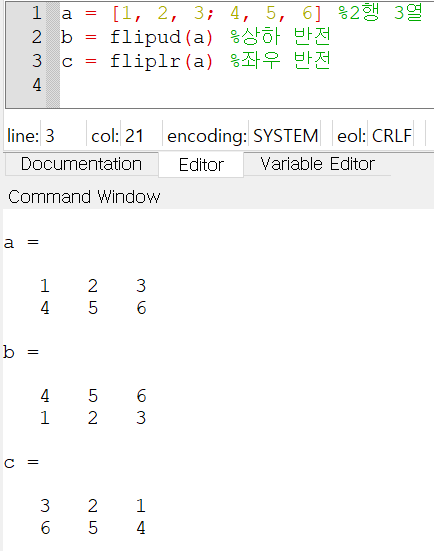 1 a = [1, 2, 3; 4, 5, 6] %2행 3열
2 b = flipud(a) %상하 반전
3 c = fliplr(a) %좌우 반전
4
line: 3 col: 21 encoding: SYSTEM eol: CRLF
Documentation Editor Variable Editor
Command Window
a =
1 2 3
4 5 6
b =
4 5 6
1 2 3
c =
3 2 1
6 5 4